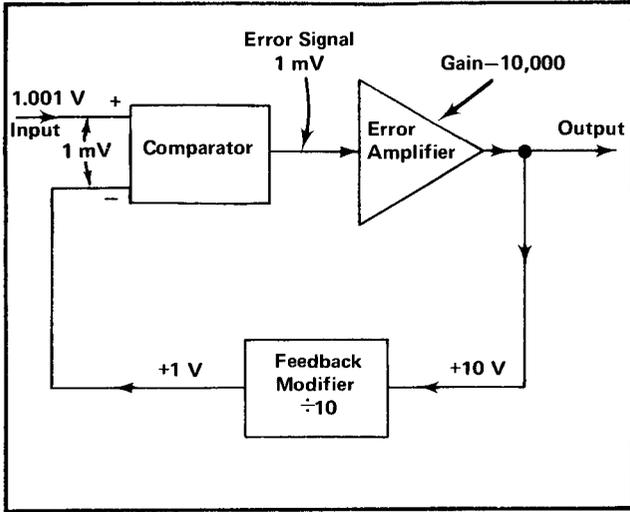 Error Signal
1 mV
Gain—10,000
1.001 V
+
Input
1 mV
−
Comparator
Error
Amplifier
Output
+1 V
Feedback
Modifier
÷10
+10 V